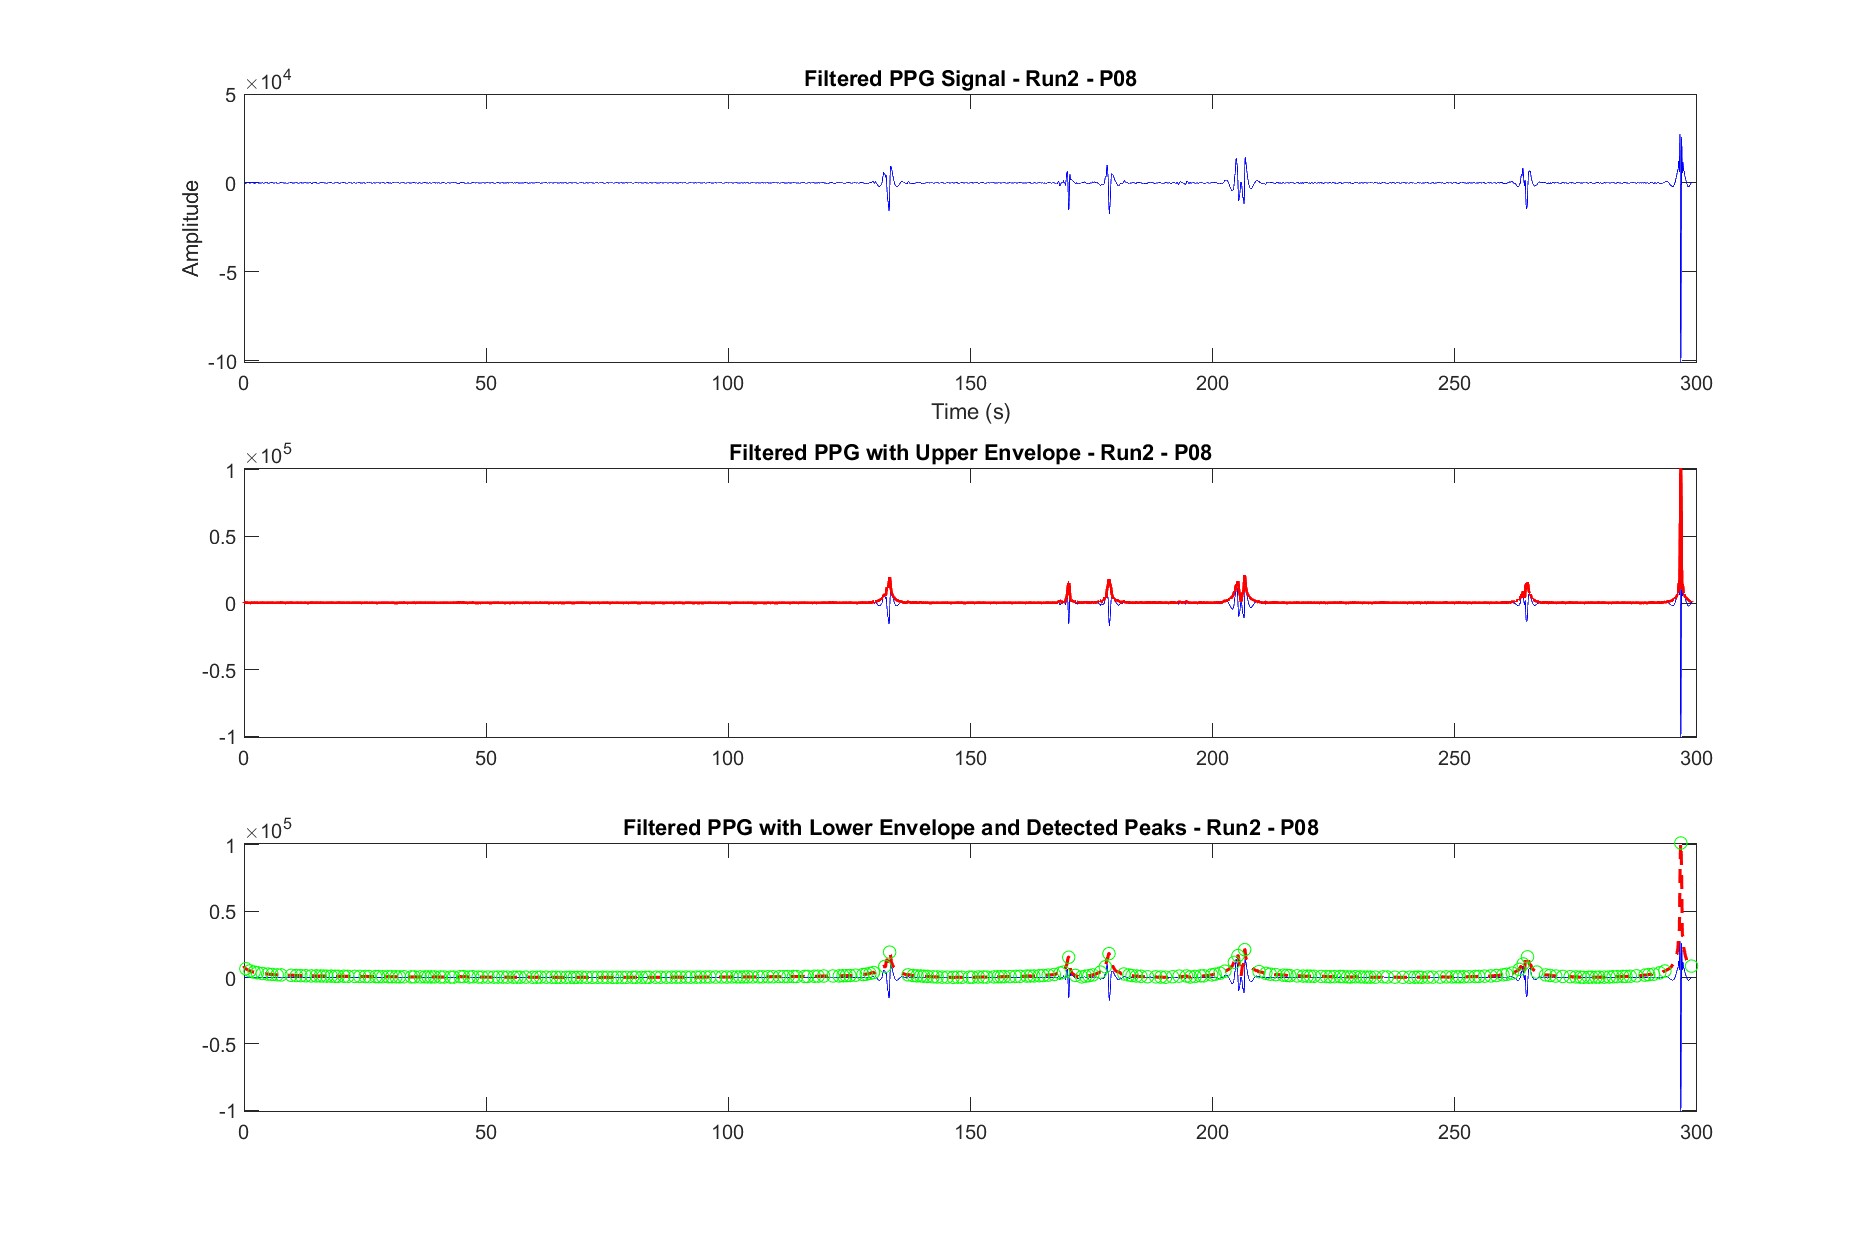 Filtered PPG Signal - Run2 - P08
×10^4
5
0
-5
-10
Amplitude
0 50 100 150 200 250 300
Time (s)
Filtered PPG with Upper Envelope - Run2 - P08
×10^5
1
0.5
0
-0.5
-1
0 50 100 150 200 250 300
Filtered PPG with Lower Envelope and Detected Peaks - Run2 - P08
×10^5
1
0.5
0
-0.5
-1
0 50 100 150 200 250 300